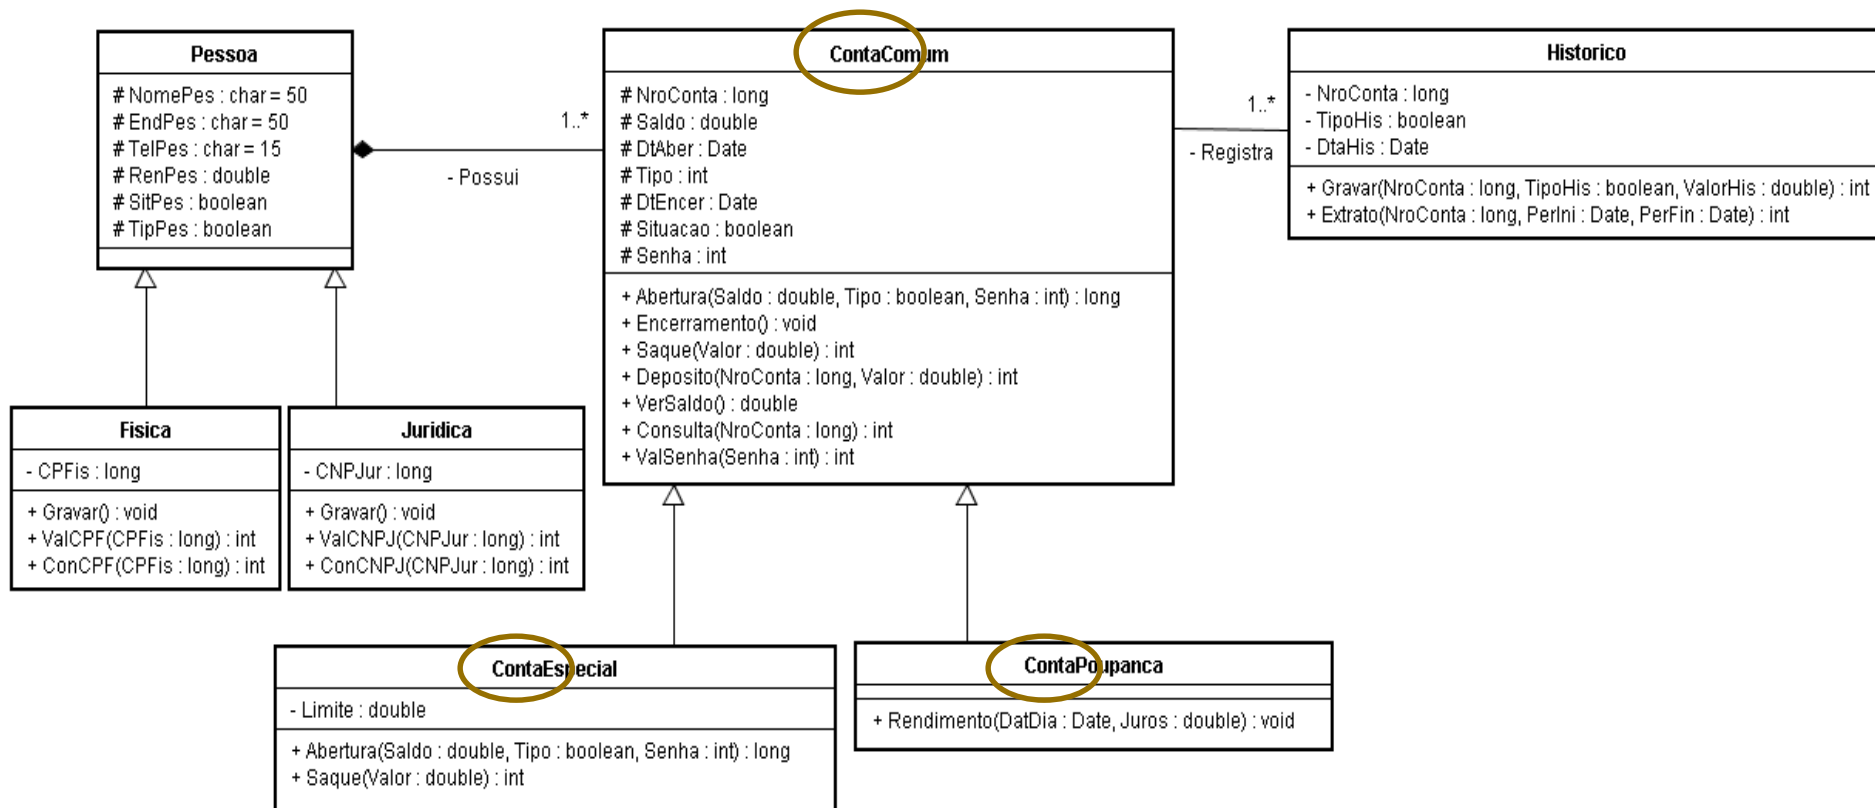 Pessoa
# NomePes : char = 50
# EndPes : char = 50
# TelPes : char = 15
# RenPes : double
# SitPes : boolean
# TipPes : boolean
1..*
- Possui
ContaComum
# NroConta : long
# Saldo : double
# DtAber : Date
# Tipo : int
# DtEncer : Date
# Situacao : boolean
# Senha : int
+ Abertura(Saldo : double, Tipo : boolean, Senha : int) : long
+ Encerramento() : void
+ Saque(Valor : double) : int
+ Deposito(NroConta : long, Valor : double) : int
+ VerSaldo() : double
+ Consulta(NroConta : long) : int
+ ValSenha(Senha : int) : int
1..*
- Registra
Historico
- NroConta : long
- TipoHis : boolean
- DtaHis : Date
+ Gravar(NroConta : long, TipoHis : boolean, ValorHis : double) : int
+ Extrato(NroConta : long, PerIni : Date, PerFin : Date) : int
Fisica
- CPFis : long
+ Gravar() : void
+ ValCPF(CPFis : long) : int
+ ConCPF(CPFis : long) : int
Juridica
- CNPJur : long
+ Gravar() : void
+ ValCNPJ(CNPJur : long) : int
+ ConCNPJ(CNPJur : long) : int
ContaEspecial
- Limite : double
+ Abertura(Saldo : double, Tipo : boolean, Senha : int) : long
+ Saque(Valor : double) : int
ContaPoupanca
+ Rendimento(DatDia : Date, Juros : double) : void